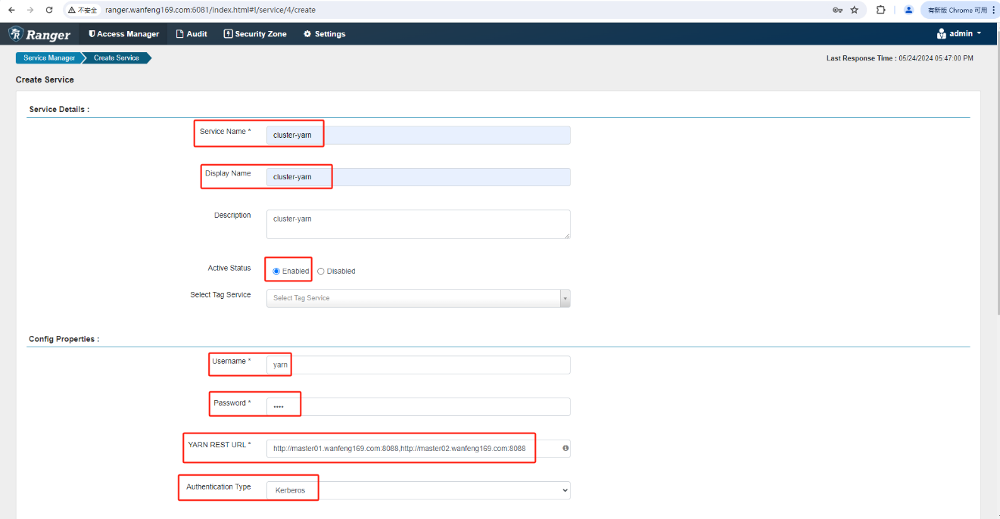 不安全 ranger.wanfeng169.com:6081/index.html#!/service/4/create 有新版 Chrome 可用
Ranger Access Manager Audit Security Zone Settings admin
Service Manager Create Service Last Response Time : 05/24/2024 05:47:00 PM
Create Service
Service Details :
Service Name * cluster-yarn
Display Name cluster-yarn
Description cluster-yarn
Active Status Enabled Disabled
Select Tag Service Select Tag Service
Config Properties :
Username * yarn
Password * ••••
YARN REST URL * http://master01.wanfeng169.com:8088,http://master02.wanfeng169.com:8088
Authentication Type Kerberos